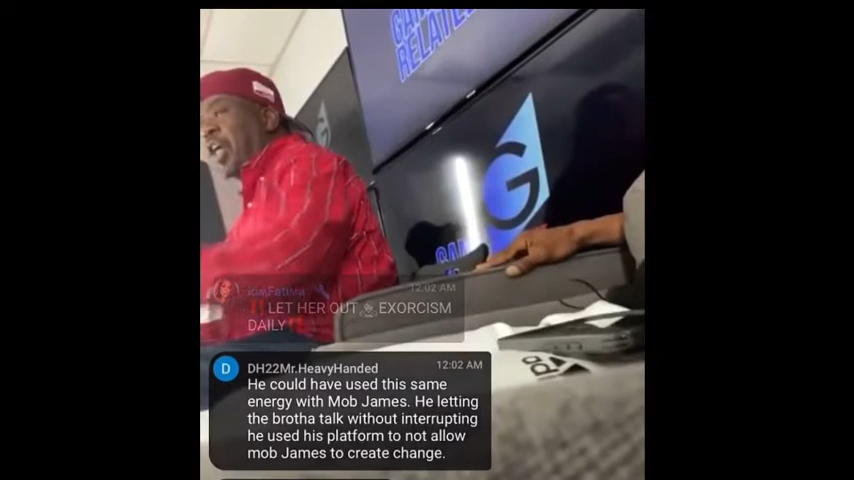 RELATE
G
12:02 AM
LET HER OUT EXORCISM
DAILY
D
DH22Mr.HeavyHanded
12:02 AM
He could have used this same
energy with Mob James. He letting
the brotha talk without interrupting
he used his platform to not allow
mob James to create change.